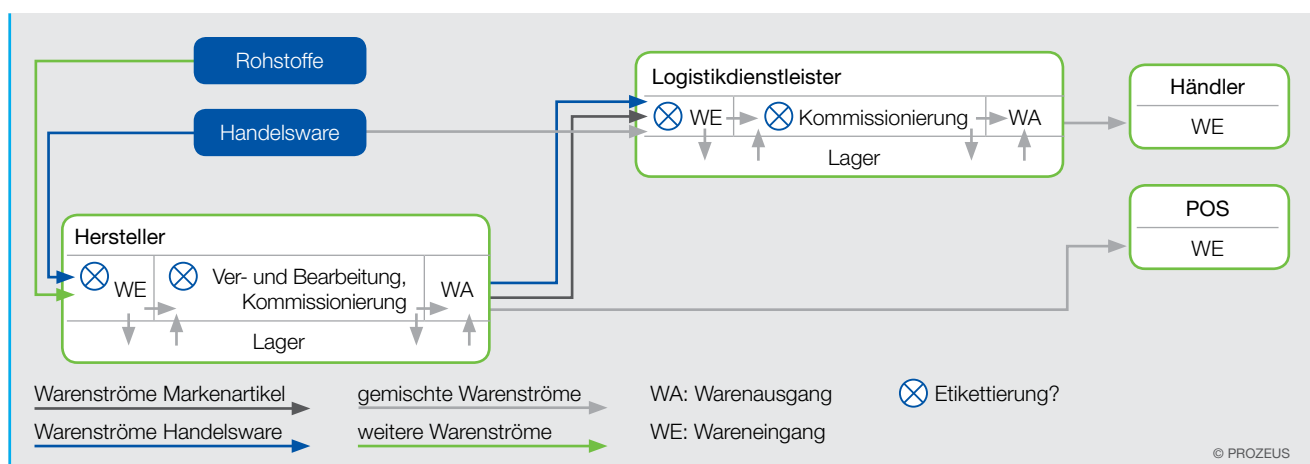 Rohstoffe
Handelsware
Logistikdienstleister
WE
Kommissionierung
WA
Lager
Händler
WE
POS
WE
Hersteller
WE
Ver- und Bearbeitung,
Kommissionierung
WA
Lager
Warenströme Markenartikel
gemischte Warenströme
WA: Warenausgang
Etikettierung?
Warenströme Handelsware
weitere Warenströme
WE: Wareneingang
© PROZEUS